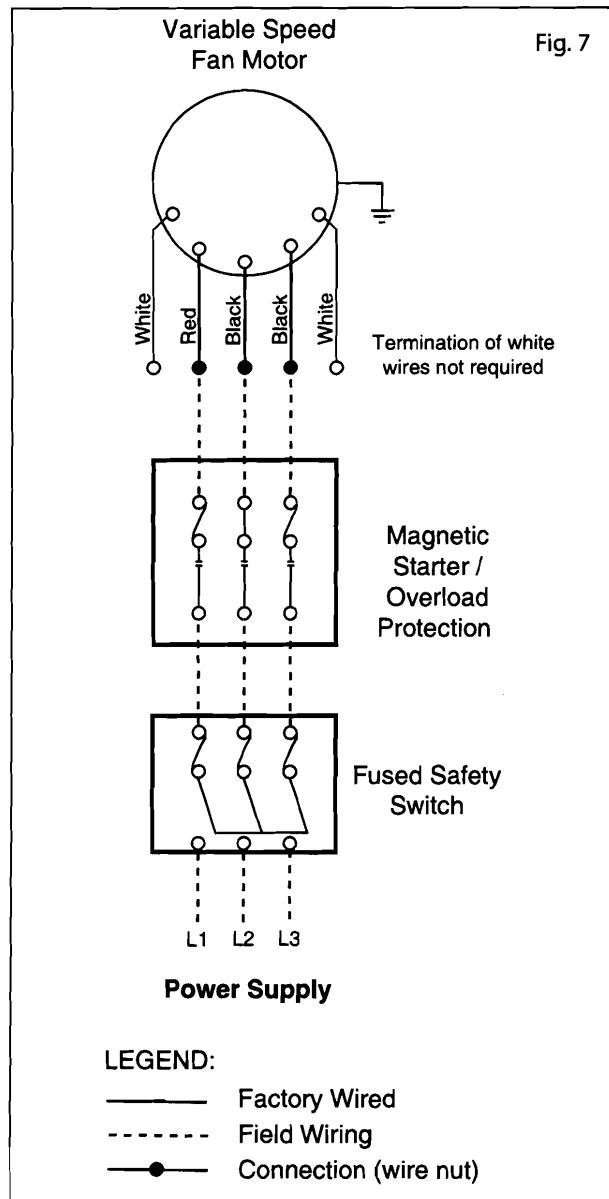 Variable Speed
Fan Motor
Fig. 7
White
Red
Black
Black
White
Termination of white
wires not required
Magnetic
Starter /
Overload
Protection
Fused Safety
Switch
L1 L2 L3
Power Supply
LEGEND:
Factory Wired
Field Wiring
Connection (wire nut)